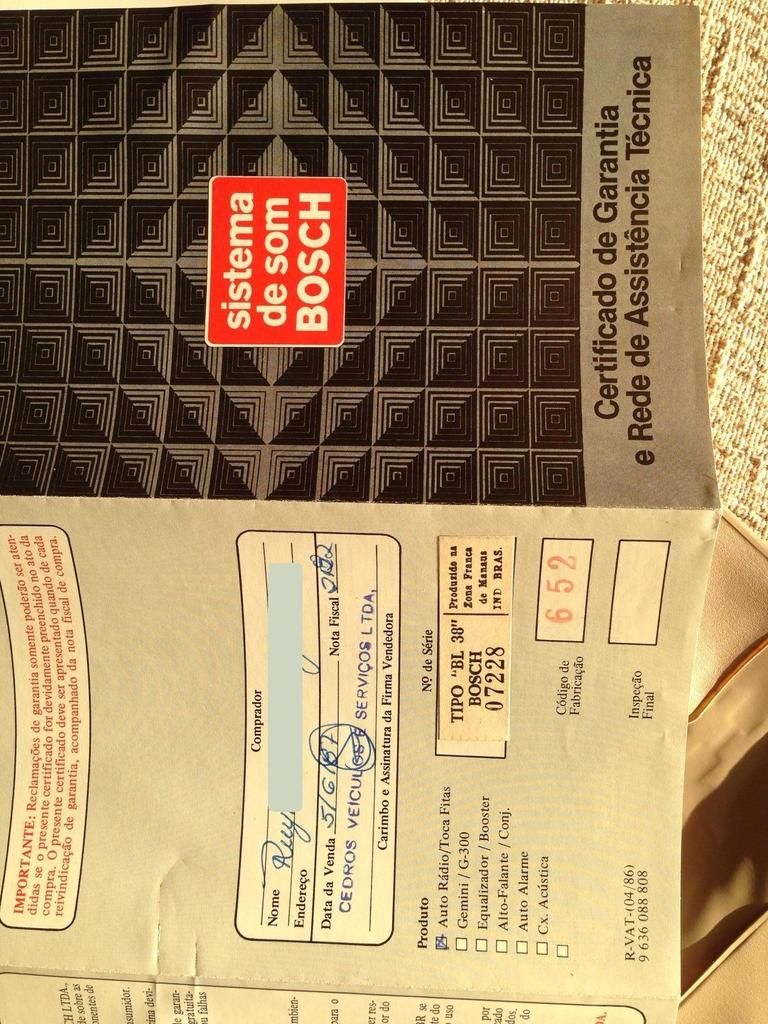 sistema
de som
BOSCH
Certificado de Garantia
e Rede de Assistência Técnica
IMPORTANTE: Reclamações de garantia somente poderão ser aten-
didas se o presente certificado for devidamente preenchido no ato da
compra. O presente certificado deve ser apresentado quando de cada
reivindicação de garantia, acompanhado da nota fiscal de compra.
Comprador
Nome Ruy
Endereço
Data da Venda 5/6/87 Nota Fiscal
CEDROS VEICULOS E SERVIÇOS LTDA,
Carimbo e Assinatura da Firma Vendedora
Produto
Auto Rádio/Toca Fitas
Gemini / G-300
Equalizador / Booster
Alto-Falante / Conj.
Auto Alarme
Cx. Acústica
Nº de Série
TIPO "BL 38"
BOSCH
07228
Produzido na
Zona Franca
de Manaus
IND BRAS.
Código de
Fabricação
652
Inspeção
Final
R-VAT-(04/86)
9 636 088 808